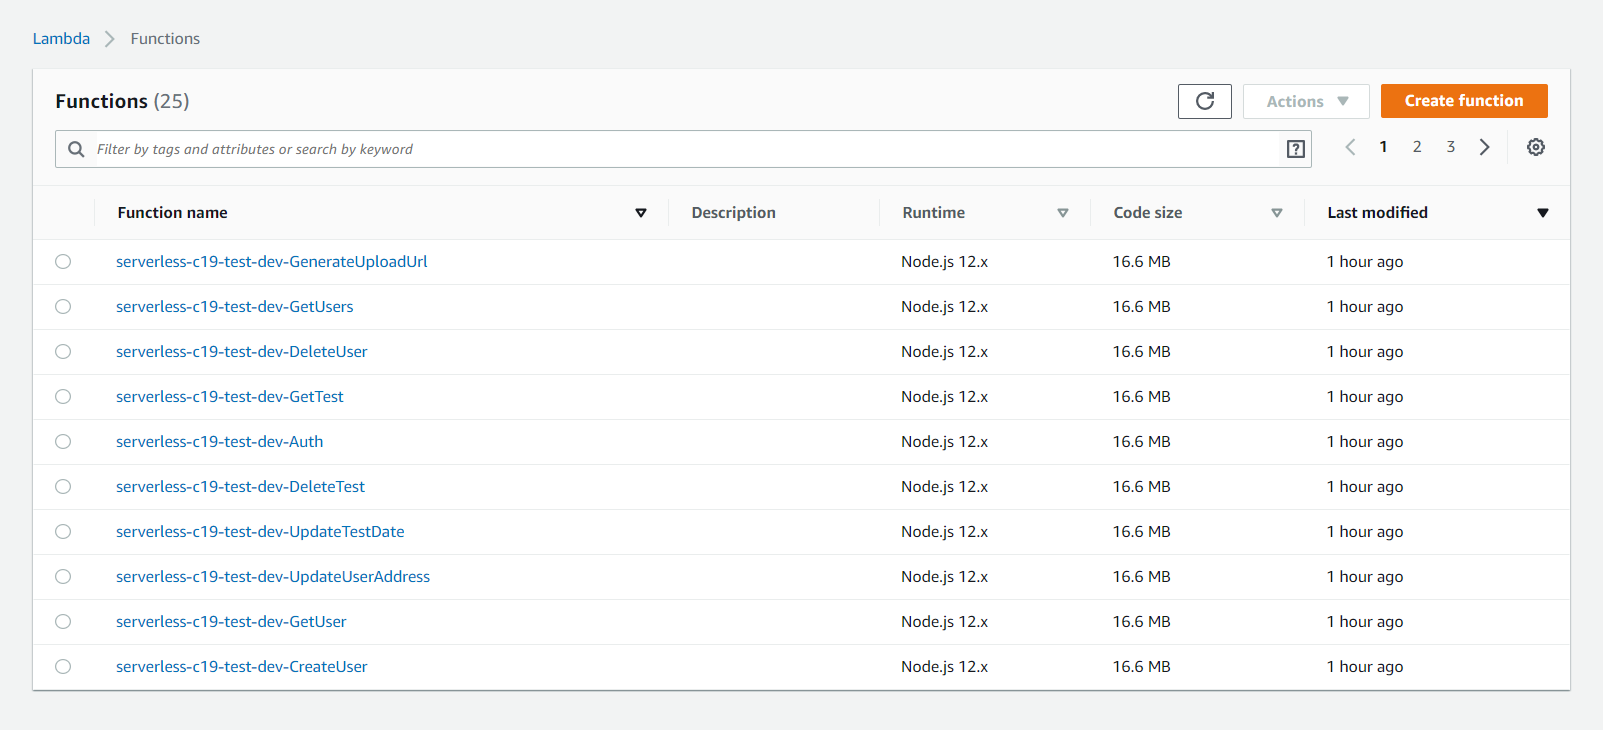 Lambda Functions
Functions (25)
Actions Create function
Filter by tags and attributes or search by keyword ? 1 2 3
Function name Description Runtime Code size Last modified
serverless-c19-test-dev-GenerateUploadUrl Node.js 12.x 16.6 MB 1 hour ago
serverless-c19-test-dev-GetUsers Node.js 12.x 16.6 MB 1 hour ago
serverless-c19-test-dev-DeleteUser Node.js 12.x 16.6 MB 1 hour ago
serverless-c19-test-dev-GetTest Node.js 12.x 16.6 MB 1 hour ago
serverless-c19-test-dev-Auth Node.js 12.x 16.6 MB 1 hour ago
serverless-c19-test-dev-DeleteTest Node.js 12.x 16.6 MB 1 hour ago
serverless-c19-test-dev-UpdateTestDate Node.js 12.x 16.6 MB 1 hour ago
serverless-c19-test-dev-UpdateUserAddress Node.js 12.x 16.6 MB 1 hour ago
serverless-c19-test-dev-GetUser Node.js 12.x 16.6 MB 1 hour ago
serverless-c19-test-dev-CreateUser Node.js 12.x 16.6 MB 1 hour ago